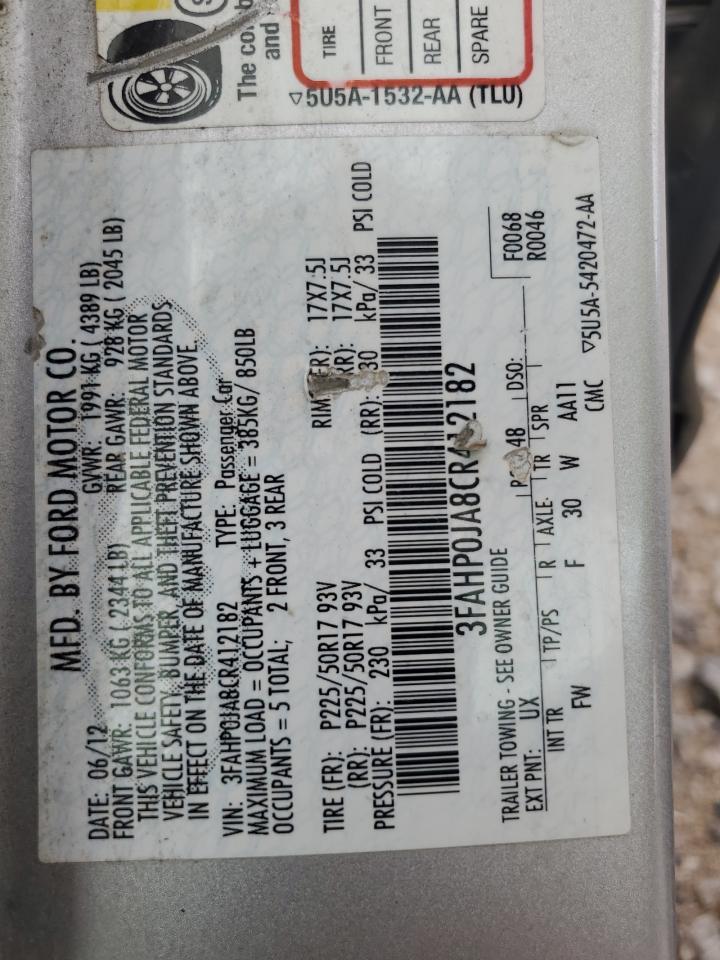 The
and
TIRE
FRONT
REAR
SPARE
▽5U5A-1532-AA (TLU)
MFD. BY FORD MOTOR CO.
DATE: 06/12 GVWR: 1991 KG ( 4389 LB)
FRONT GAWR: 1063 KG ( 2344 LB) REAR GAWR: 928 KG ( 2045 LB)
THIS VEHICLE CONFORMS TO ALL APPLICABLE FEDERAL MOTOR
VEHICLE SAFETY, BUMPER, AND THEFT PREVENTION STANDARDS
IN EFFECT ON THE DATE OF MANUFACTURE SHOWN ABOVE.
VIN: 3FAHP0JA8CR412182 TYPE: Passenger Car
MAXIMUM LOAD = OCCUPANTS + LUGGAGE = 385KG/ 850LB
OCCUPANTS = 5 TOTAL; 2 FRONT, 3 REAR
TIRE (FR): P225/50R17 93V RIM 17X7.5J
(RR): P225/50R17 93V 17X7.5J
PRESSURE (FR): 230 kPa/ 33 PSI COLD (RR): kPa/ 33 PSI COLD
3FAHP0JA8CR412182
F0068
R0046
TRAILER TOWING - SEE OWNER GUIDE
EXT PNT: UX 48 DSO:
INT TR TP/PS R AXLE TR SPR
FW F 30 W AA11
CMC
▽5U5A-5420472-AA